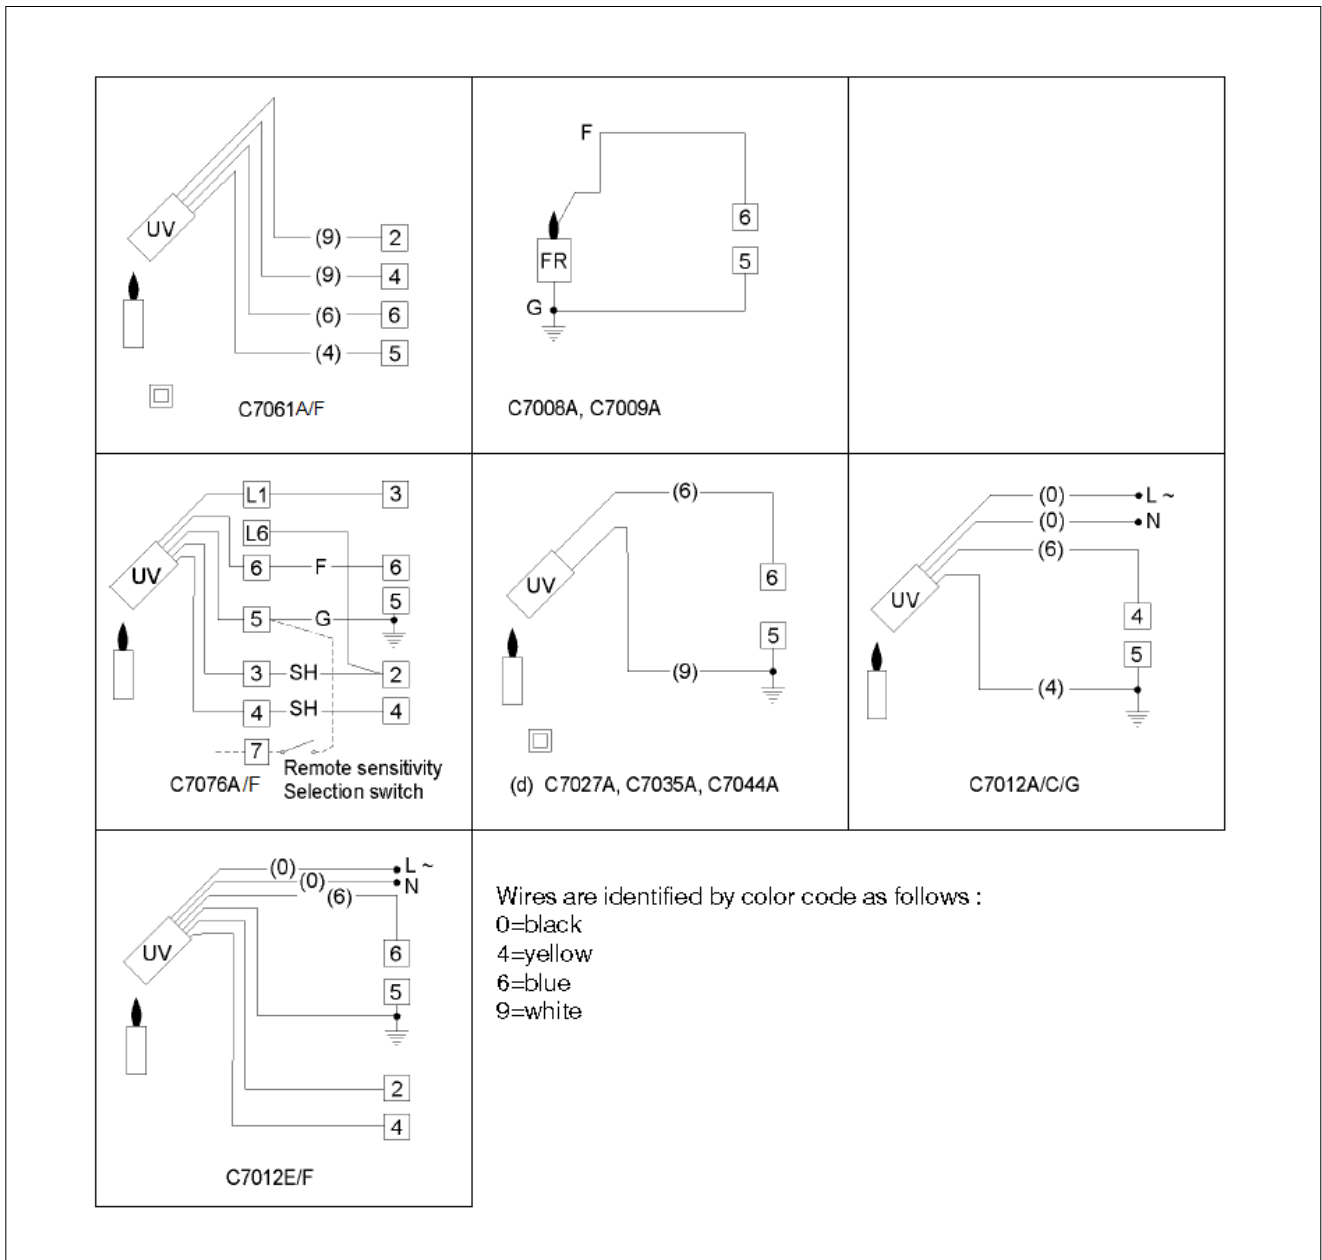 UV
(9) 2
(9) 4
(6) 6
(4) 5
C7061A/F
F
6
FR
5
G
C7008A, C7009A
L1 3
L6
UV
6 F 6
5
5 G
3 SH 2
4 SH 4
7
Remote sensitivity
Selection switch
C7076A/F
(6)
UV
6
5
(9)
(d) C7027A, C7035A, C7044A
(0) L ~
(0) N
(6)
UV
4
5
(4)
C7012A/C/G
(0) L ~
(0) N
(6)
UV
6
5
2
4
C7012E/F
Wires are identified by color code as follows :
0=black
4=yellow
6=blue
9=white